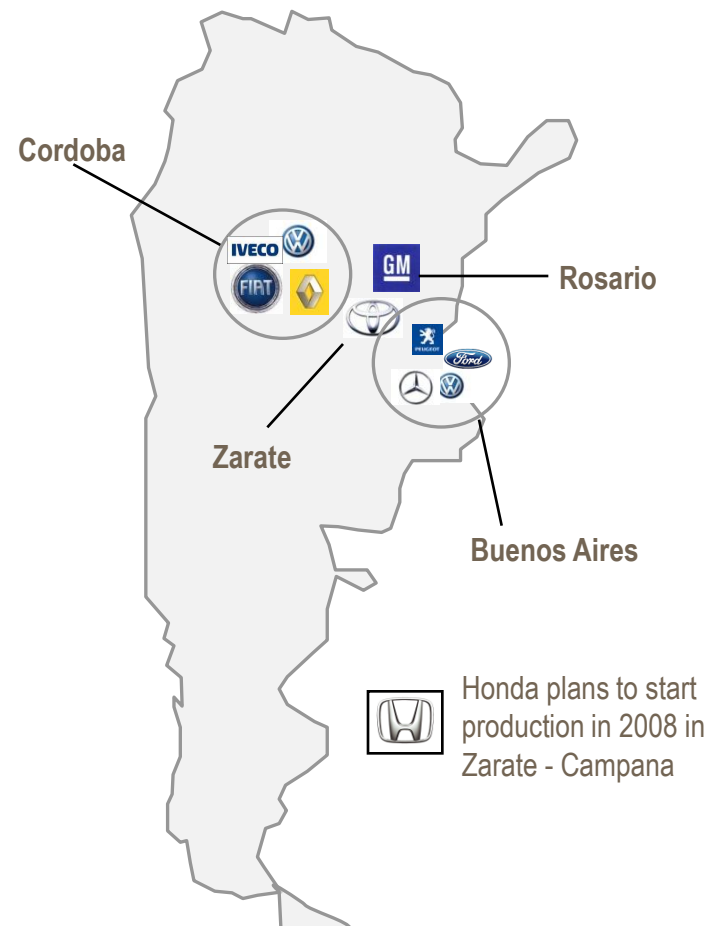 Cordoba
IVECO
FIAT
GM
Rosario
PEUGEOT
Ford
Zarate
Buenos Aires
Honda plans to start
production in 2008 in
Zarate - Campana